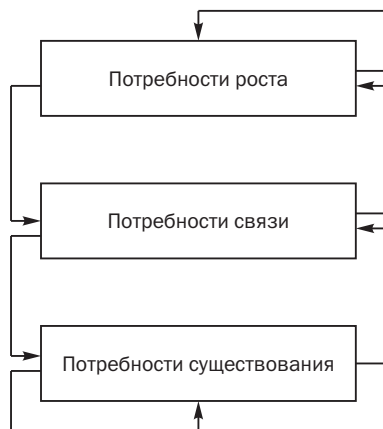 Потребности роста
Потребности связи
Потребности существования